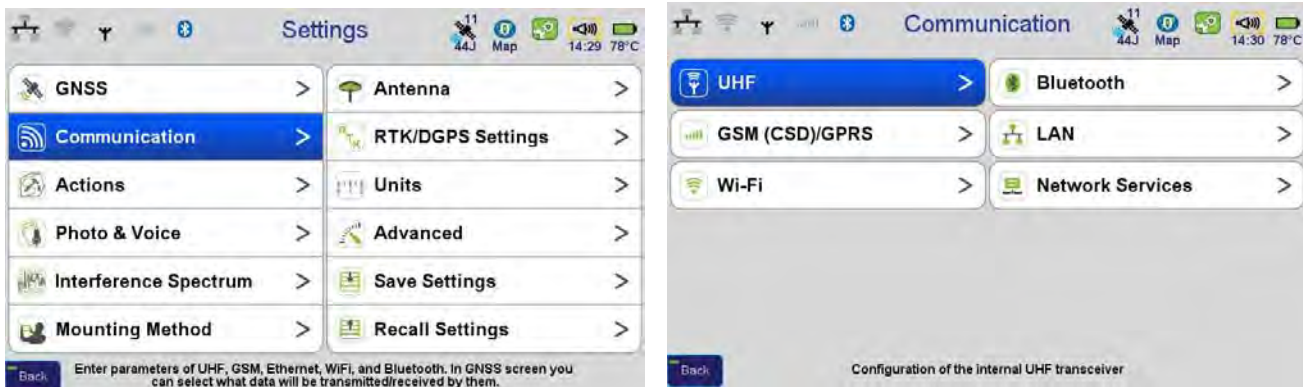 Settings
11
44J
Map
14:29 78°C
GNSS >
Antenna >
Communication >
RTK/DGPS Settings >
Actions >
Units >
Photo & Voice >
Advanced >
Interference Spectrum >
Save Settings >
Mounting Method >
Recall Settings >
Back
Enter parameters of UHF, GSM, Ethernet, WiFi, and Bluetooth. In GNSS screen you
can select what data will be transmitted/received by them.
Communication
11
44J
Map
14:30 78°C
UHF >
Bluetooth >
GSM (CSD)/GPRS >
LAN >
Wi-Fi >
Network Services >
Back
Configuration of the internal UHF transceiver